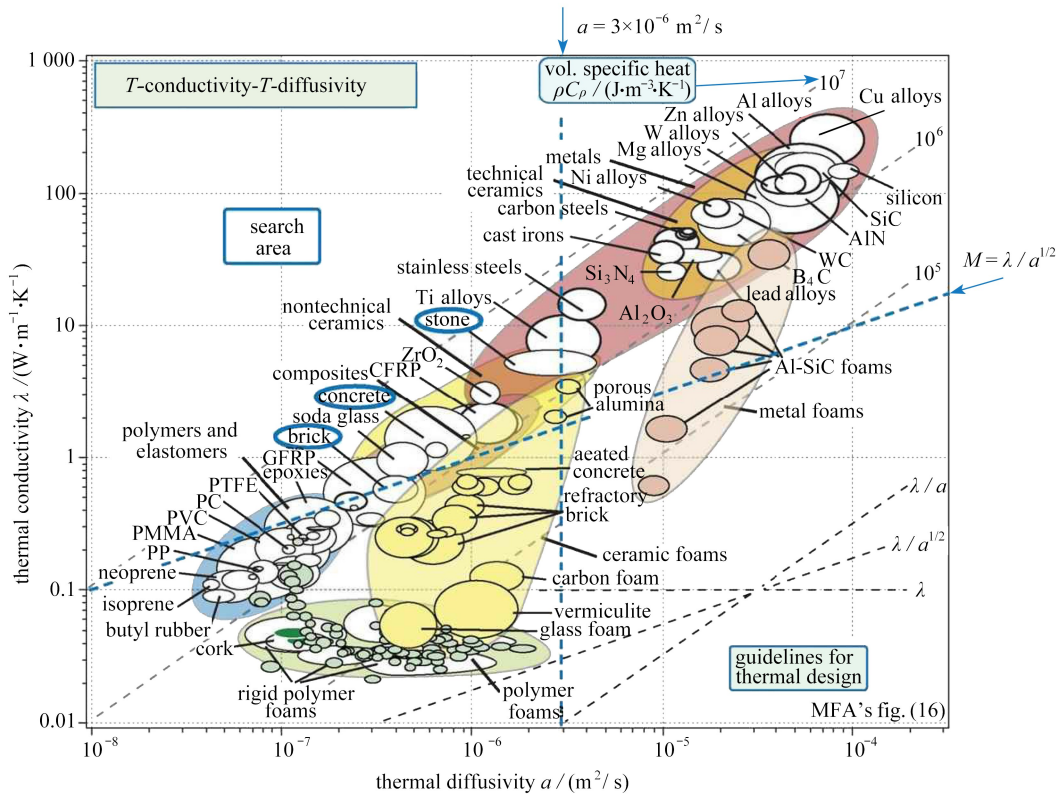 a = 3×10⁻⁶ m²/s
1 000
T-conductivity-T-diffusivity
vol. specific heat
ρCₚ / (J·m⁻³·K⁻¹)
10⁷
Al alloys
Cu alloys
Zn alloys
W alloys
Mg alloys
10⁶
metals
Ni alloys
technical
ceramics
100
carbon steels
silicon
SiC
AlN
search
area
cast irons
WC
B₄C
Si₃N₄
10⁵
M = λ / a^1/2
stainless steels
lead alloys
Al₂O₃
Ti alloys
nontechnical
ceramics
stone
10
ZrO₂
composites
CFRP
Al-SiC foams
porous
alumina
concrete
metal foams
soda glass
polymers and
elastomers
brick
1
GFRP
epoxies
aeated
concrete
PTFE
PC
PVC
PMMA
PP
neoprene
isoprene
butyl rubber
refractory
brick
λ / a
ceramic foams
λ / a^1/2
carbon foam
0.1
λ
vermiculite
glass foam
cork
rigid polymer
foams
polymer
foams
guidelines for
thermal design
MFA's fig. (16)
0.01
thermal conductivity λ / (W·m⁻¹·K⁻¹)
10⁻⁸
10⁻⁷
10⁻⁶
10⁻⁵
10⁻⁴
thermal diffusivity a / (m²/s)